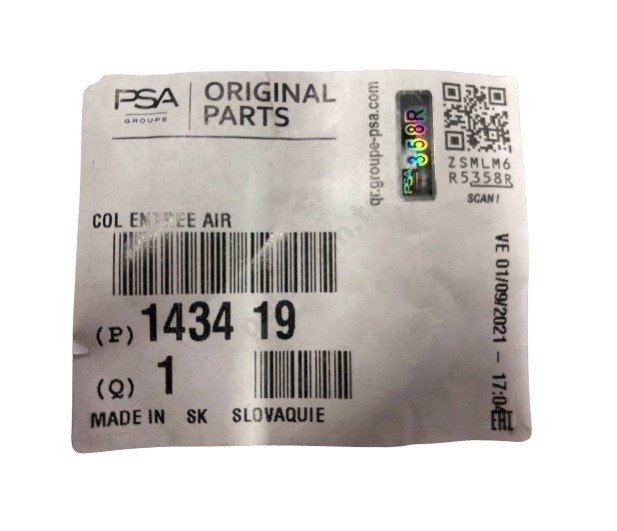 PSA
GROUPE
ORIGINAL
PARTS
qr.groupe-psa.com
PSA 358R
ZSMLM6
R5358R
SCAN!
COL ENTREE AIR
(P) 1434 19
(Q) 1
MADE IN SK SLOVAQUIE
VE 01/09/2021 – 17:04